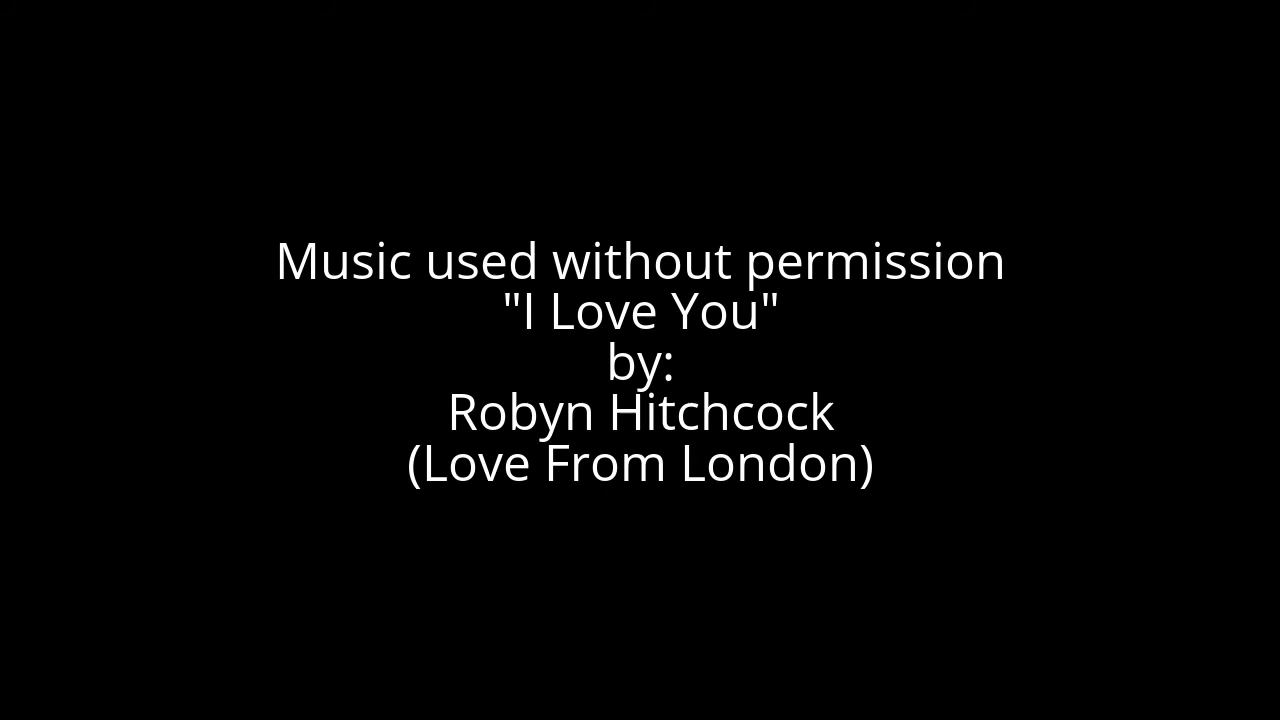 Music used without permission
"I Love You"
by:
Robyn Hitchcock
(Love From London)